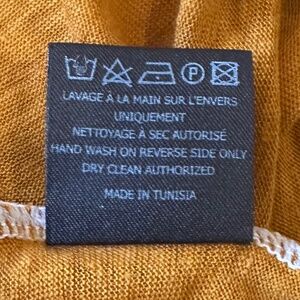 P
LAVAGE À LA MAIN SUR L'ENVERS
UNIQUEMENT
NETTOYAGE À SEC AUTORISÉ
HAND WASH ON REVERSE SIDE ONLY
DRY CLEAN AUTHORIZED
MADE IN TUNISIA